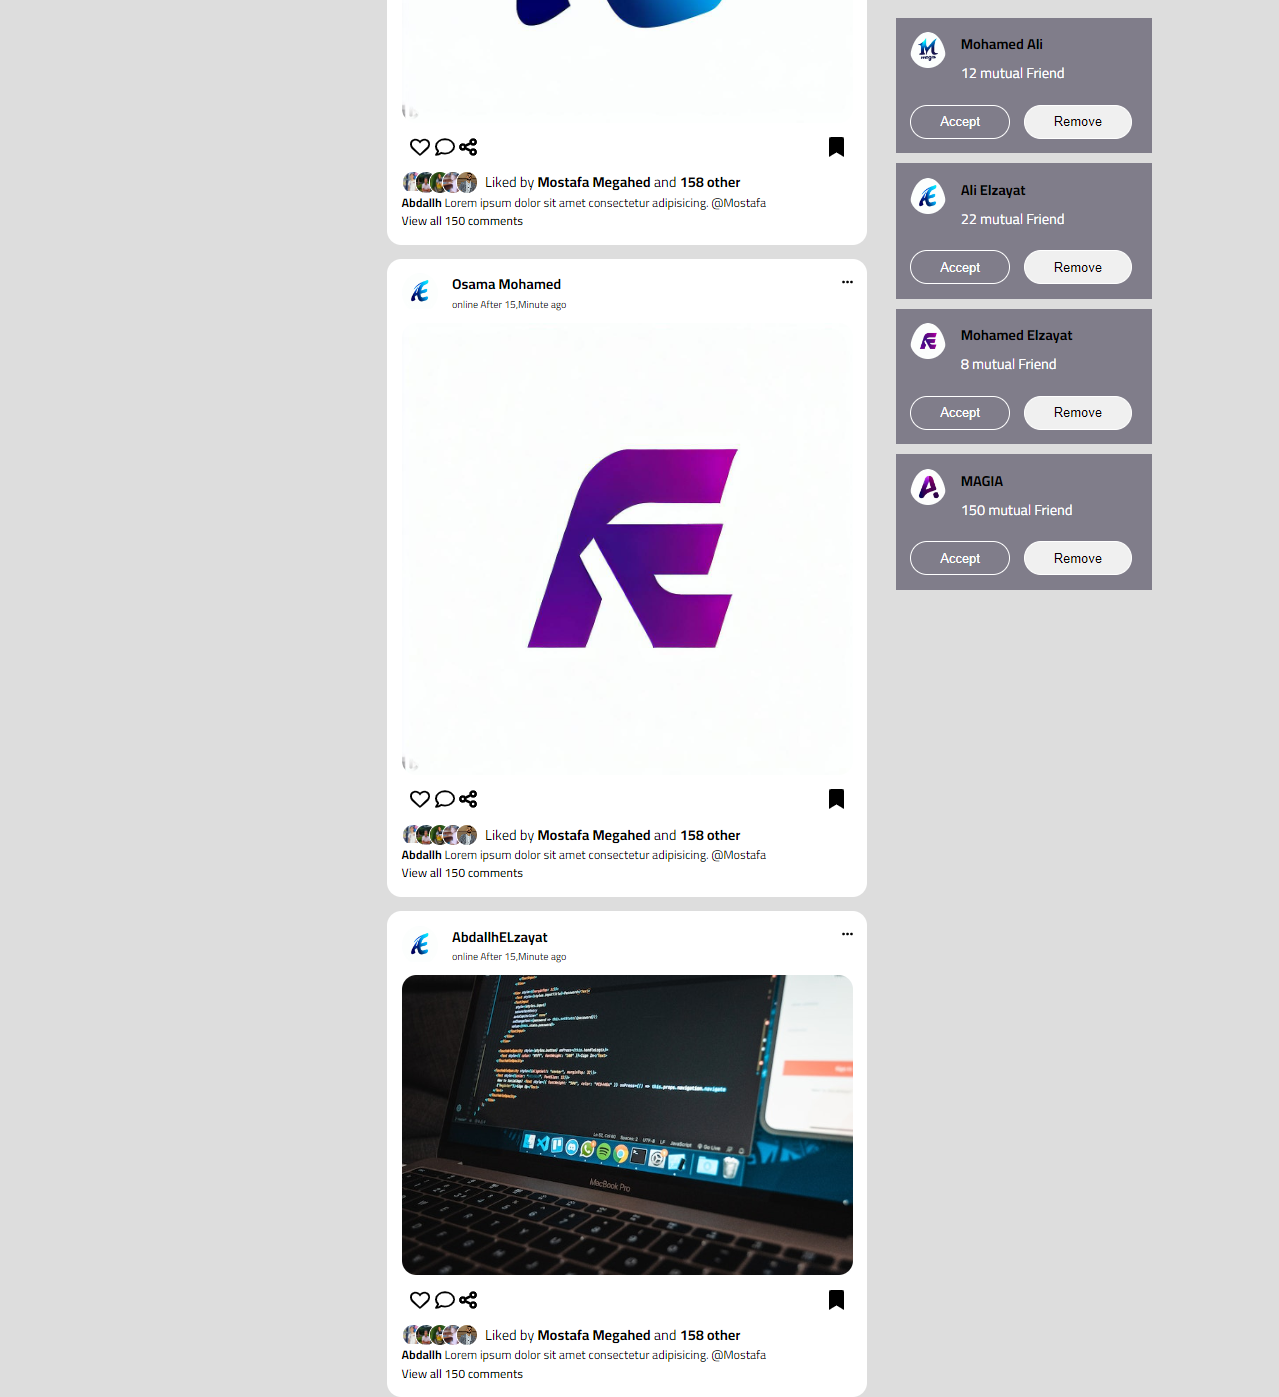 Liked by Mostafa Megahed and 158 other
Abdallh Lorem ipsum dolor sit amet consectetur adipisicing. @Mostafa
View all 150 comments
Osama Mohamed
online After 15,Minute ago
Liked by Mostafa Megahed and 158 other
Abdallh Lorem ipsum dolor sit amet consectetur adipisicing. @Mostafa
View all 150 comments
AbdallhELzayat
online After 15,Minute ago
MacBook Pro
Liked by Mostafa Megahed and 158 other
Abdallh Lorem ipsum dolor sit amet consectetur adipisicing. @Mostafa
View all 150 comments
Mohamed Ali
12 mutual Friend
Accept Remove
Ali Elzayat
22 mutual Friend
Accept Remove
Mohamed Elzayat
8 mutual Friend
Accept Remove
MAGIA
150 mutual Friend
Accept Remove